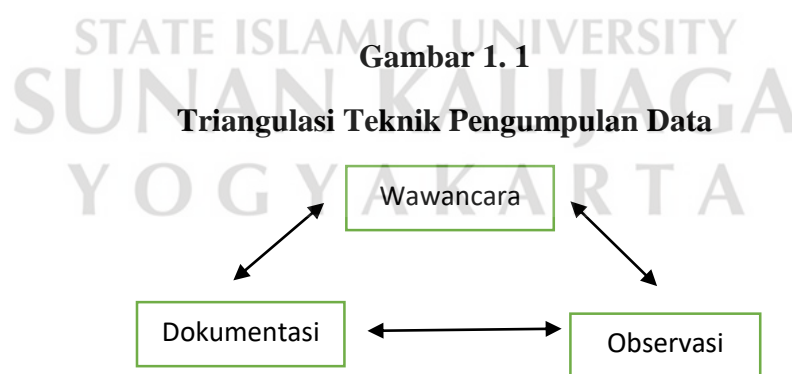 STATE ISLAMIC UNIVERSITY
Gambar 1. 1
SUNAN KALIJAGA
Triangulasi Teknik Pengumpulan Data
YOGYAKARTA
Wawancara
Dokumentasi
Observasi